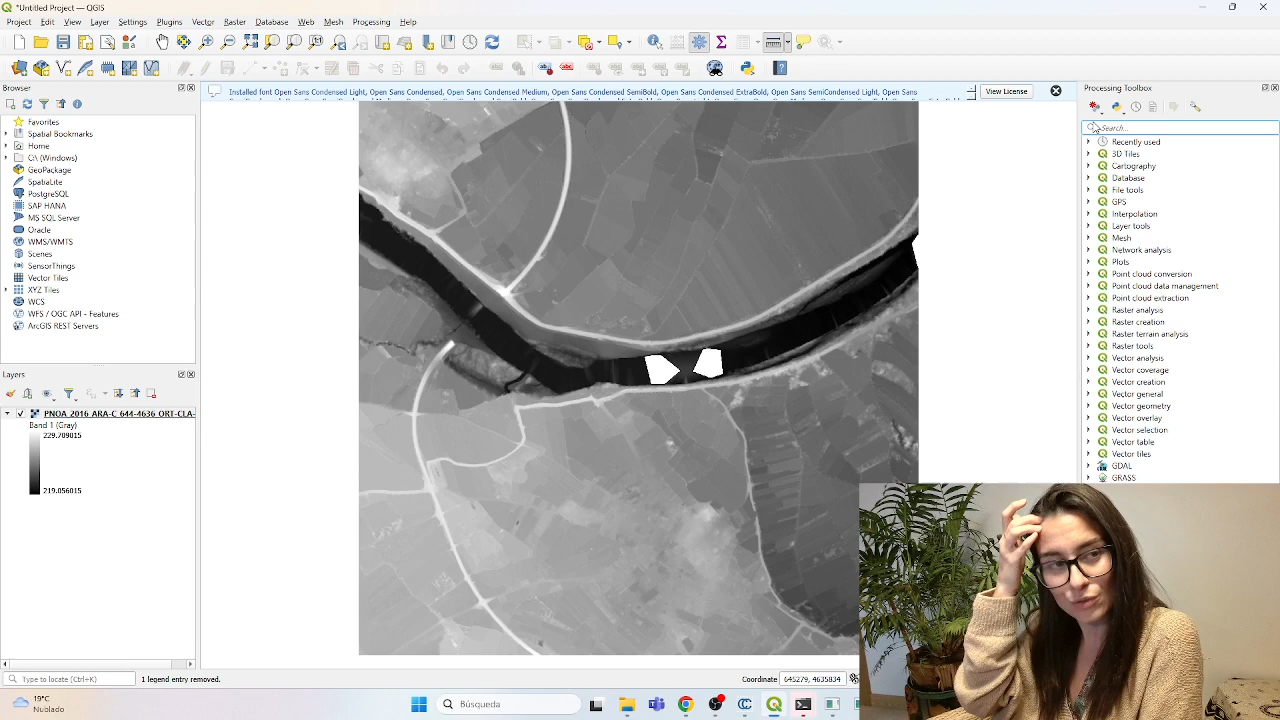 *Untitled Project — QGIS
Project Edit View Layer Settings Plugins Vector Raster Database Web Mesh Processing Help
Browser
Installed font Open Sans Condensed Light, Open Sans Condensed, Open Sans Condensed Medium, Open Sans Condensed SemiBold, Open Sans Condensed ExtraBold, Open Sans SemiCondensed Light, Open Sans
View License
Favorites
Spatial Bookmarks
Home
C:\ (Windows)
GeoPackage
SpatiaLite
PostgreSQL
SAP HANA
MS SQL Server
Oracle
WMS/WMTS
Scenes
SensorThings
Vector Tiles
XYZ Tiles
WCS
WFS / OGC API - Features
ArcGIS REST Servers
Layers
PNOA_2016_ARA-C_644-4636_ORT-CLA-
Band 1 (Gray)
229.709015
219.056015
Processing Toolbox
Search...
Recently used
3D Tiles
Cartography
Database
File tools
GPS
Interpolation
Layer tools
Mesh
Network analysis
Plots
Point cloud conversion
Point cloud data management
Point cloud extraction
Raster analysis
Raster creation
Raster terrain analysis
Raster tools
Vector analysis
Vector coverage
Vector creation
Vector general
Vector geometry
Vector overlay
Vector selection
Vector table
Vector tiles
GDAL
GRASS
Type to locate (Ctrl+K)
1 legend entry removed.
Coordinate 645279, 4635834
19°C
Nublado
Búsqueda